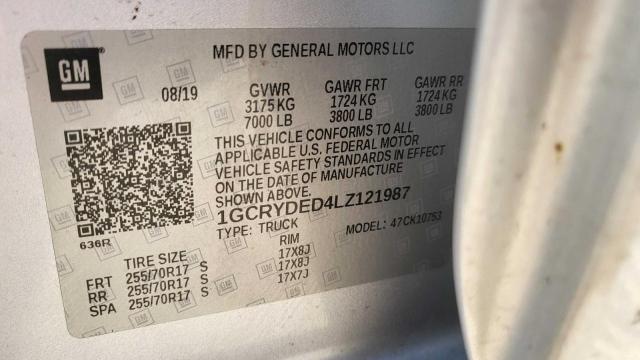 GM
MFD BY GENERAL MOTORS LLC
08/19 GVWR GAWR FRT GAWR RR
3175 KG 1724 KG 1724 KG
7000 LB 3800 LB 3800 LB
THIS VEHICLE CONFORMS TO ALL
APPLICABLE U.S. FEDERAL MOTOR
VEHICLE SAFETY STANDARDS IN EFFECT
ON THE DATE OF MANUFACTURE
SHOWN ABOVE.
1GCRYDED4LZ121987
TYPE: TRUCK MODEL: 47CK10753
636R
TIRE SIZE RIM
FRT 255/70R17 S 17X8J
RR 255/70R17 S 17X8J
SPA 255/70R17 S 17X7J